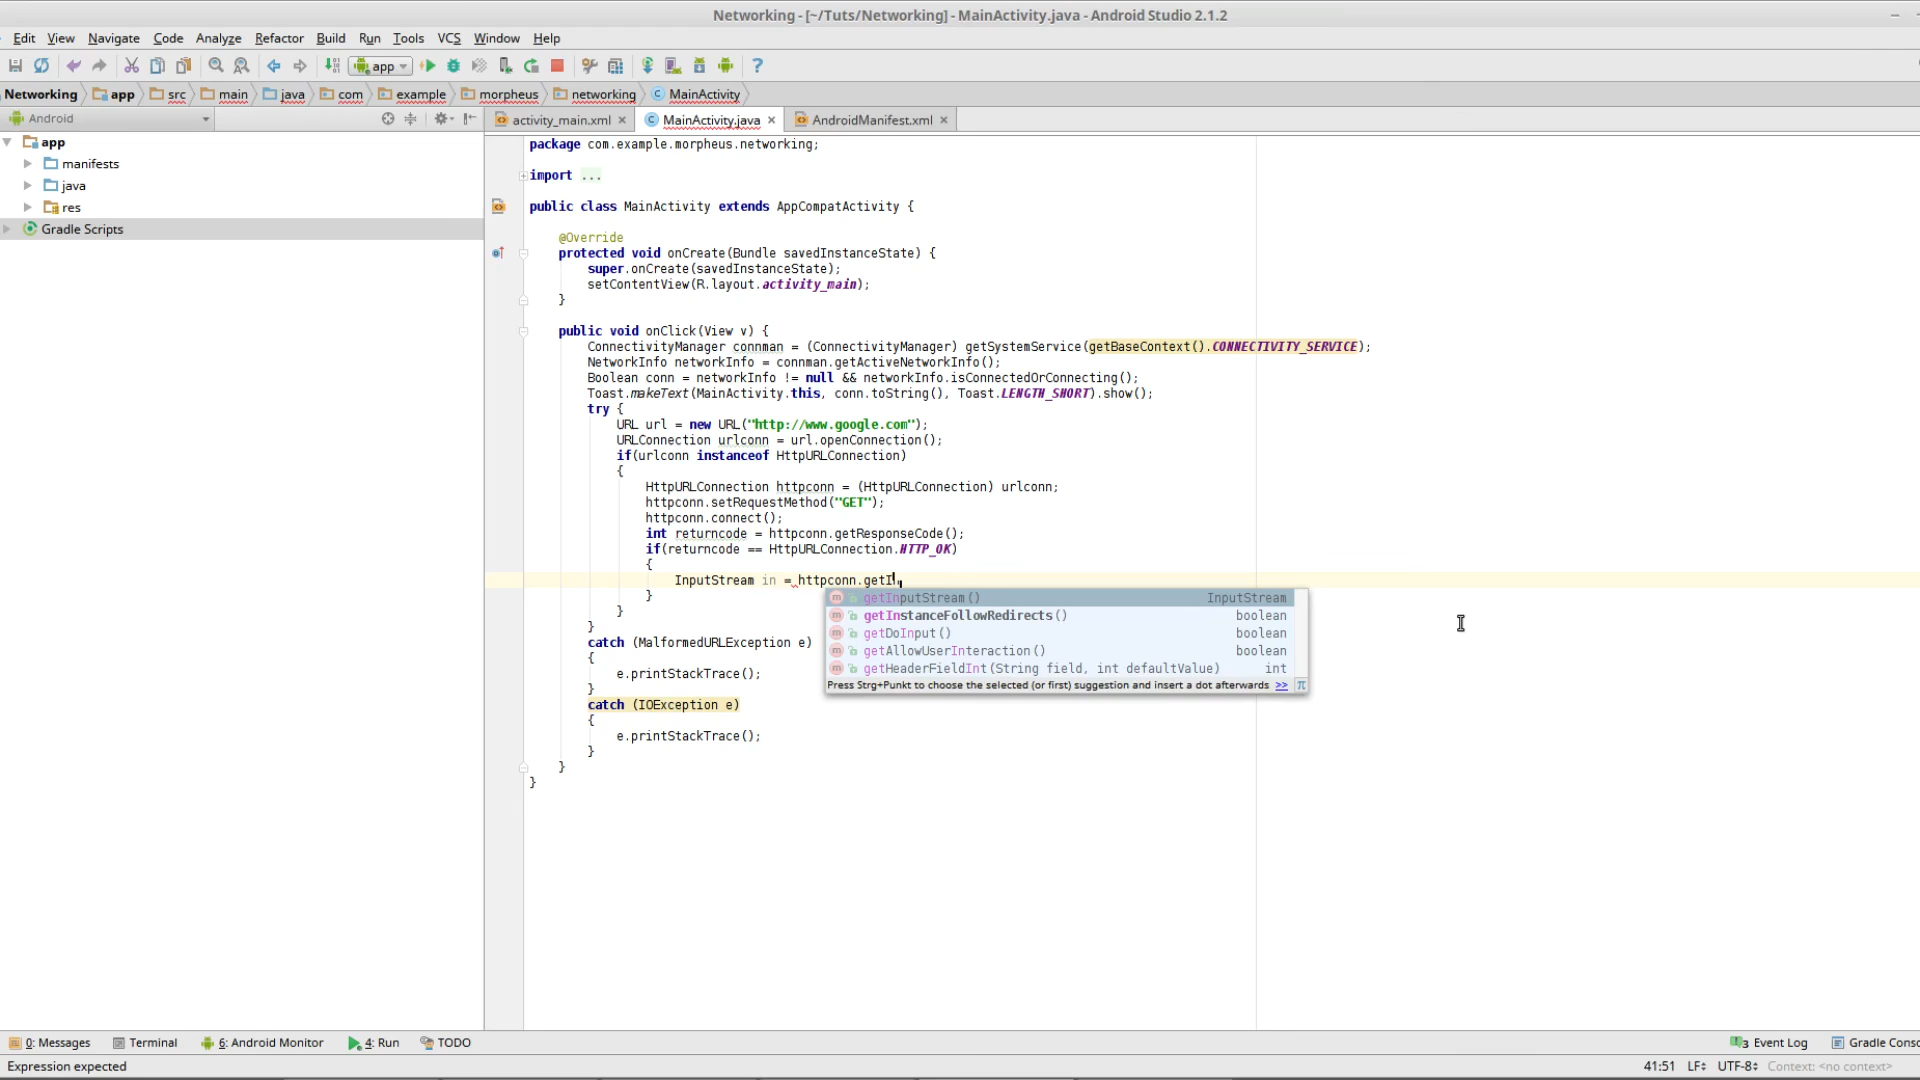 Networking - [~/Tuts/Networking] - MainActivity.java - Android Studio 2.1.2
Edit View Navigate Code Analyze Refactor Build Run Tools VCS Window Help
app
Networking app src main java com example morpheus networking MainActivity
Android
activity_main.xml MainActivity.java AndroidManifest.xml
app
manifests
java
res
Gradle Scripts
package com.example.morpheus.networking;
import ...
public class MainActivity extends AppCompatActivity {
@Override
protected void onCreate(Bundle savedInstanceState) {
super.onCreate(savedInstanceState);
setContentView(R.layout.activity_main);
}
public void onClick(View v) {
ConnectivityManager connman = (ConnectivityManager) getSystemService(getBaseContext().CONNECTIVITY_SERVICE);
NetworkInfo networkInfo = connman.getActiveNetworkInfo();
Boolean conn = networkInfo != null && networkInfo.isConnectedOrConnecting();
Toast.makeText(MainActivity.this, conn.toString(), Toast.LENGTH_SHORT).show();
try {
URL url = new URL("http://www.google.com");
URLConnection urlconn = url.openConnection();
if(urlconn instanceof HttpURLConnection)
{
HttpURLConnection httpconn = (HttpURLConnection) urlconn;
httpconn.setRequestMethod("GET");
httpconn.connect();
int returncode = httpconn.getResponseCode();
if(returncode == HttpURLConnection.HTTP_OK)
{
InputStream in = httpconn.getI
}
}
}
catch (MalformedURLException e)
{
e.printStackTrace();
}
catch (IOException e)
{
e.printStackTrace();
}
}
}
getInputStream() InputStream
getInstanceFollowRedirects() boolean
getDoInput() boolean
getAllowUserInteraction() boolean
getHeaderFieldInt(String field, int defaultValue) int
Press Strg+Punkt to choose the selected (or first) suggestion and insert a dot afterwards >> π
0: Messages Terminal 6: Android Monitor 4: Run TODO 3 Event Log Gradle Conso
Expression expected 41:51 LF UTF-8 Context: <no context>